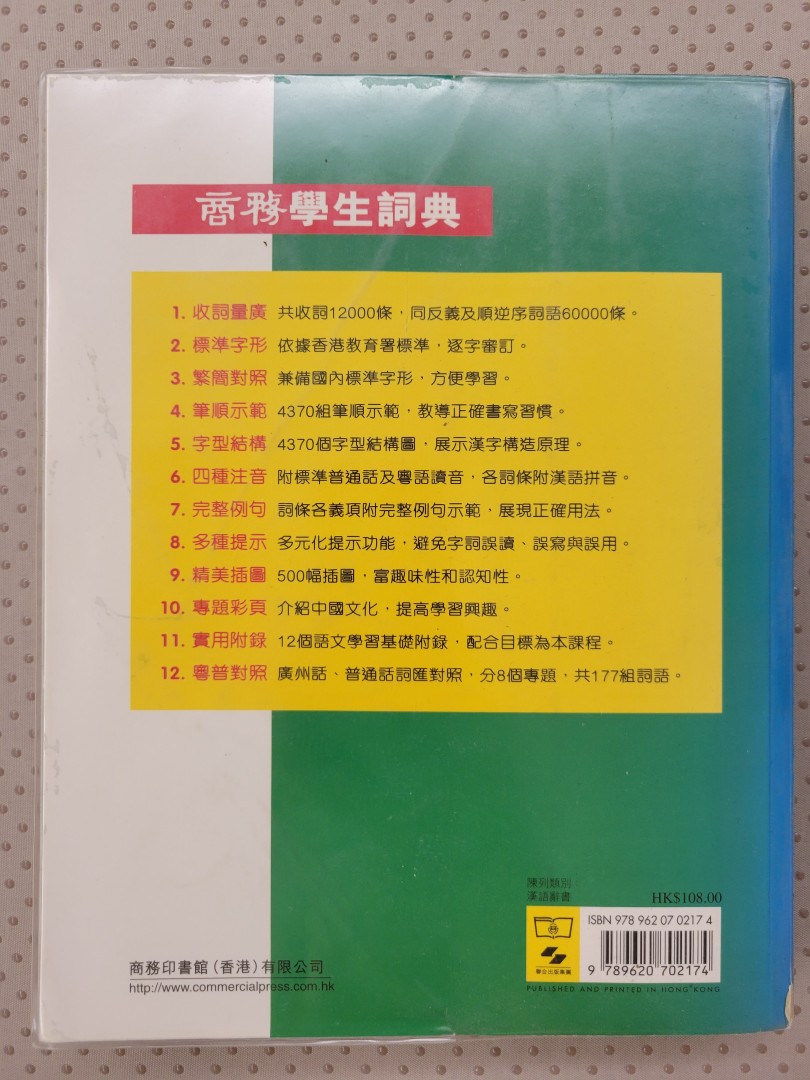 商務學生詞典
1. 收詞量廣 共收詞12000條，同反義及順逆序詞語60000條。
2. 標準字形 依據香港教育署標準，逐字審訂。
3. 繁簡對照 兼備國內標準字形，方便學習。
4. 筆順示範 4370組筆順示範，教導正確書寫習慣。
5. 字型結構 4370個字型結構圖，展示漢字構造原理。
6. 四種注音 附標準普通話及粵語讀音，各詞條附漢語拼音。
7. 完整例句 詞條各義項附完整例句示範，展現正確用法。
8. 多種提示 多元化提示功能，避免字詞誤讀、誤寫與誤用。
9. 精美插圖 500幅插圖，富趣味性和認知性。
10. 專題彩頁 介紹中國文化，提高學習興趣。
11. 實用附錄 12個語文學習基礎附錄，配合目標為本課程。
12. 粵普對照 廣州話、普通話詞匯對照，分8個專題，共177組詞語。
陳列類別：
漢語辭書
HK$108.00
ISBN 978 962 07 0217 4
聯合出版集團
9 789620 702174
PUBLISHED AND PRINTED IN HONG KONG
商務印書館（香港）有限公司
http://www.commercialpress.com.hk